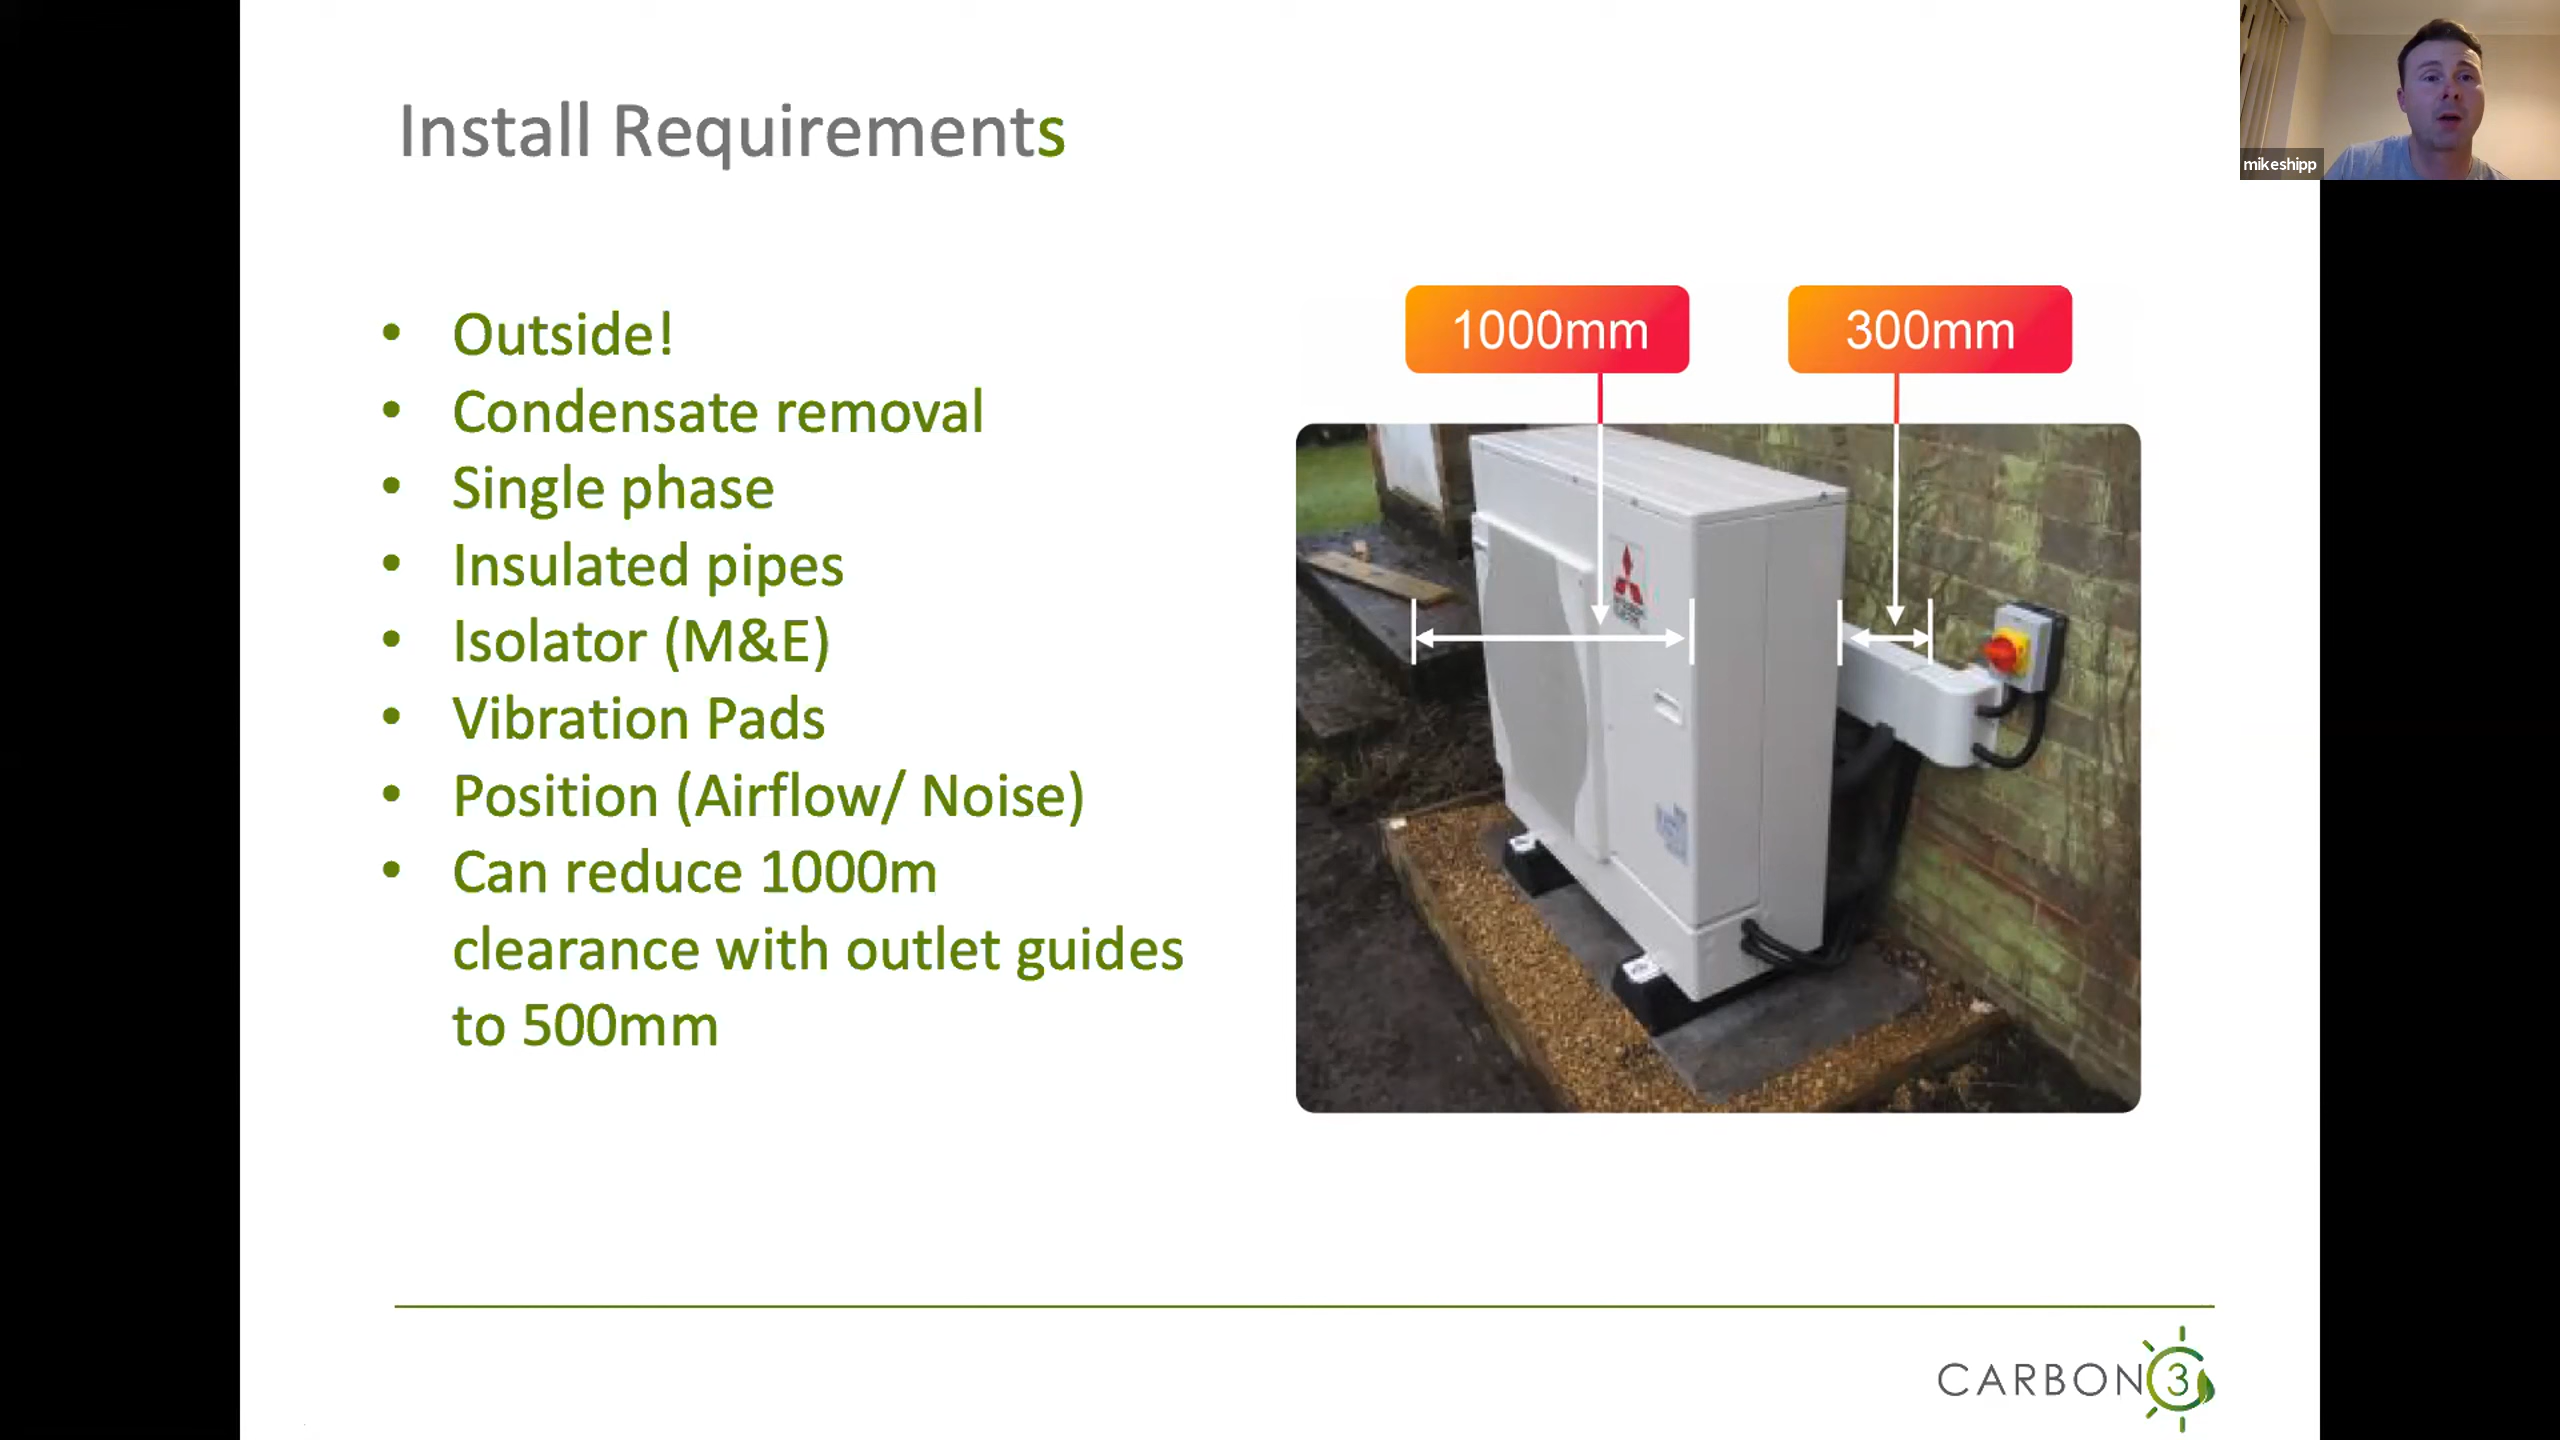 Install Requirements
mikeshipp
• Outside!
• Condensate removal
• Single phase
• Insulated pipes
• Isolator (M&E)
• Vibration Pads
• Position (Airflow/ Noise)
• Can reduce 1000m
clearance with outlet guides
to 500mm
1000mm
300mm
CARBON 3